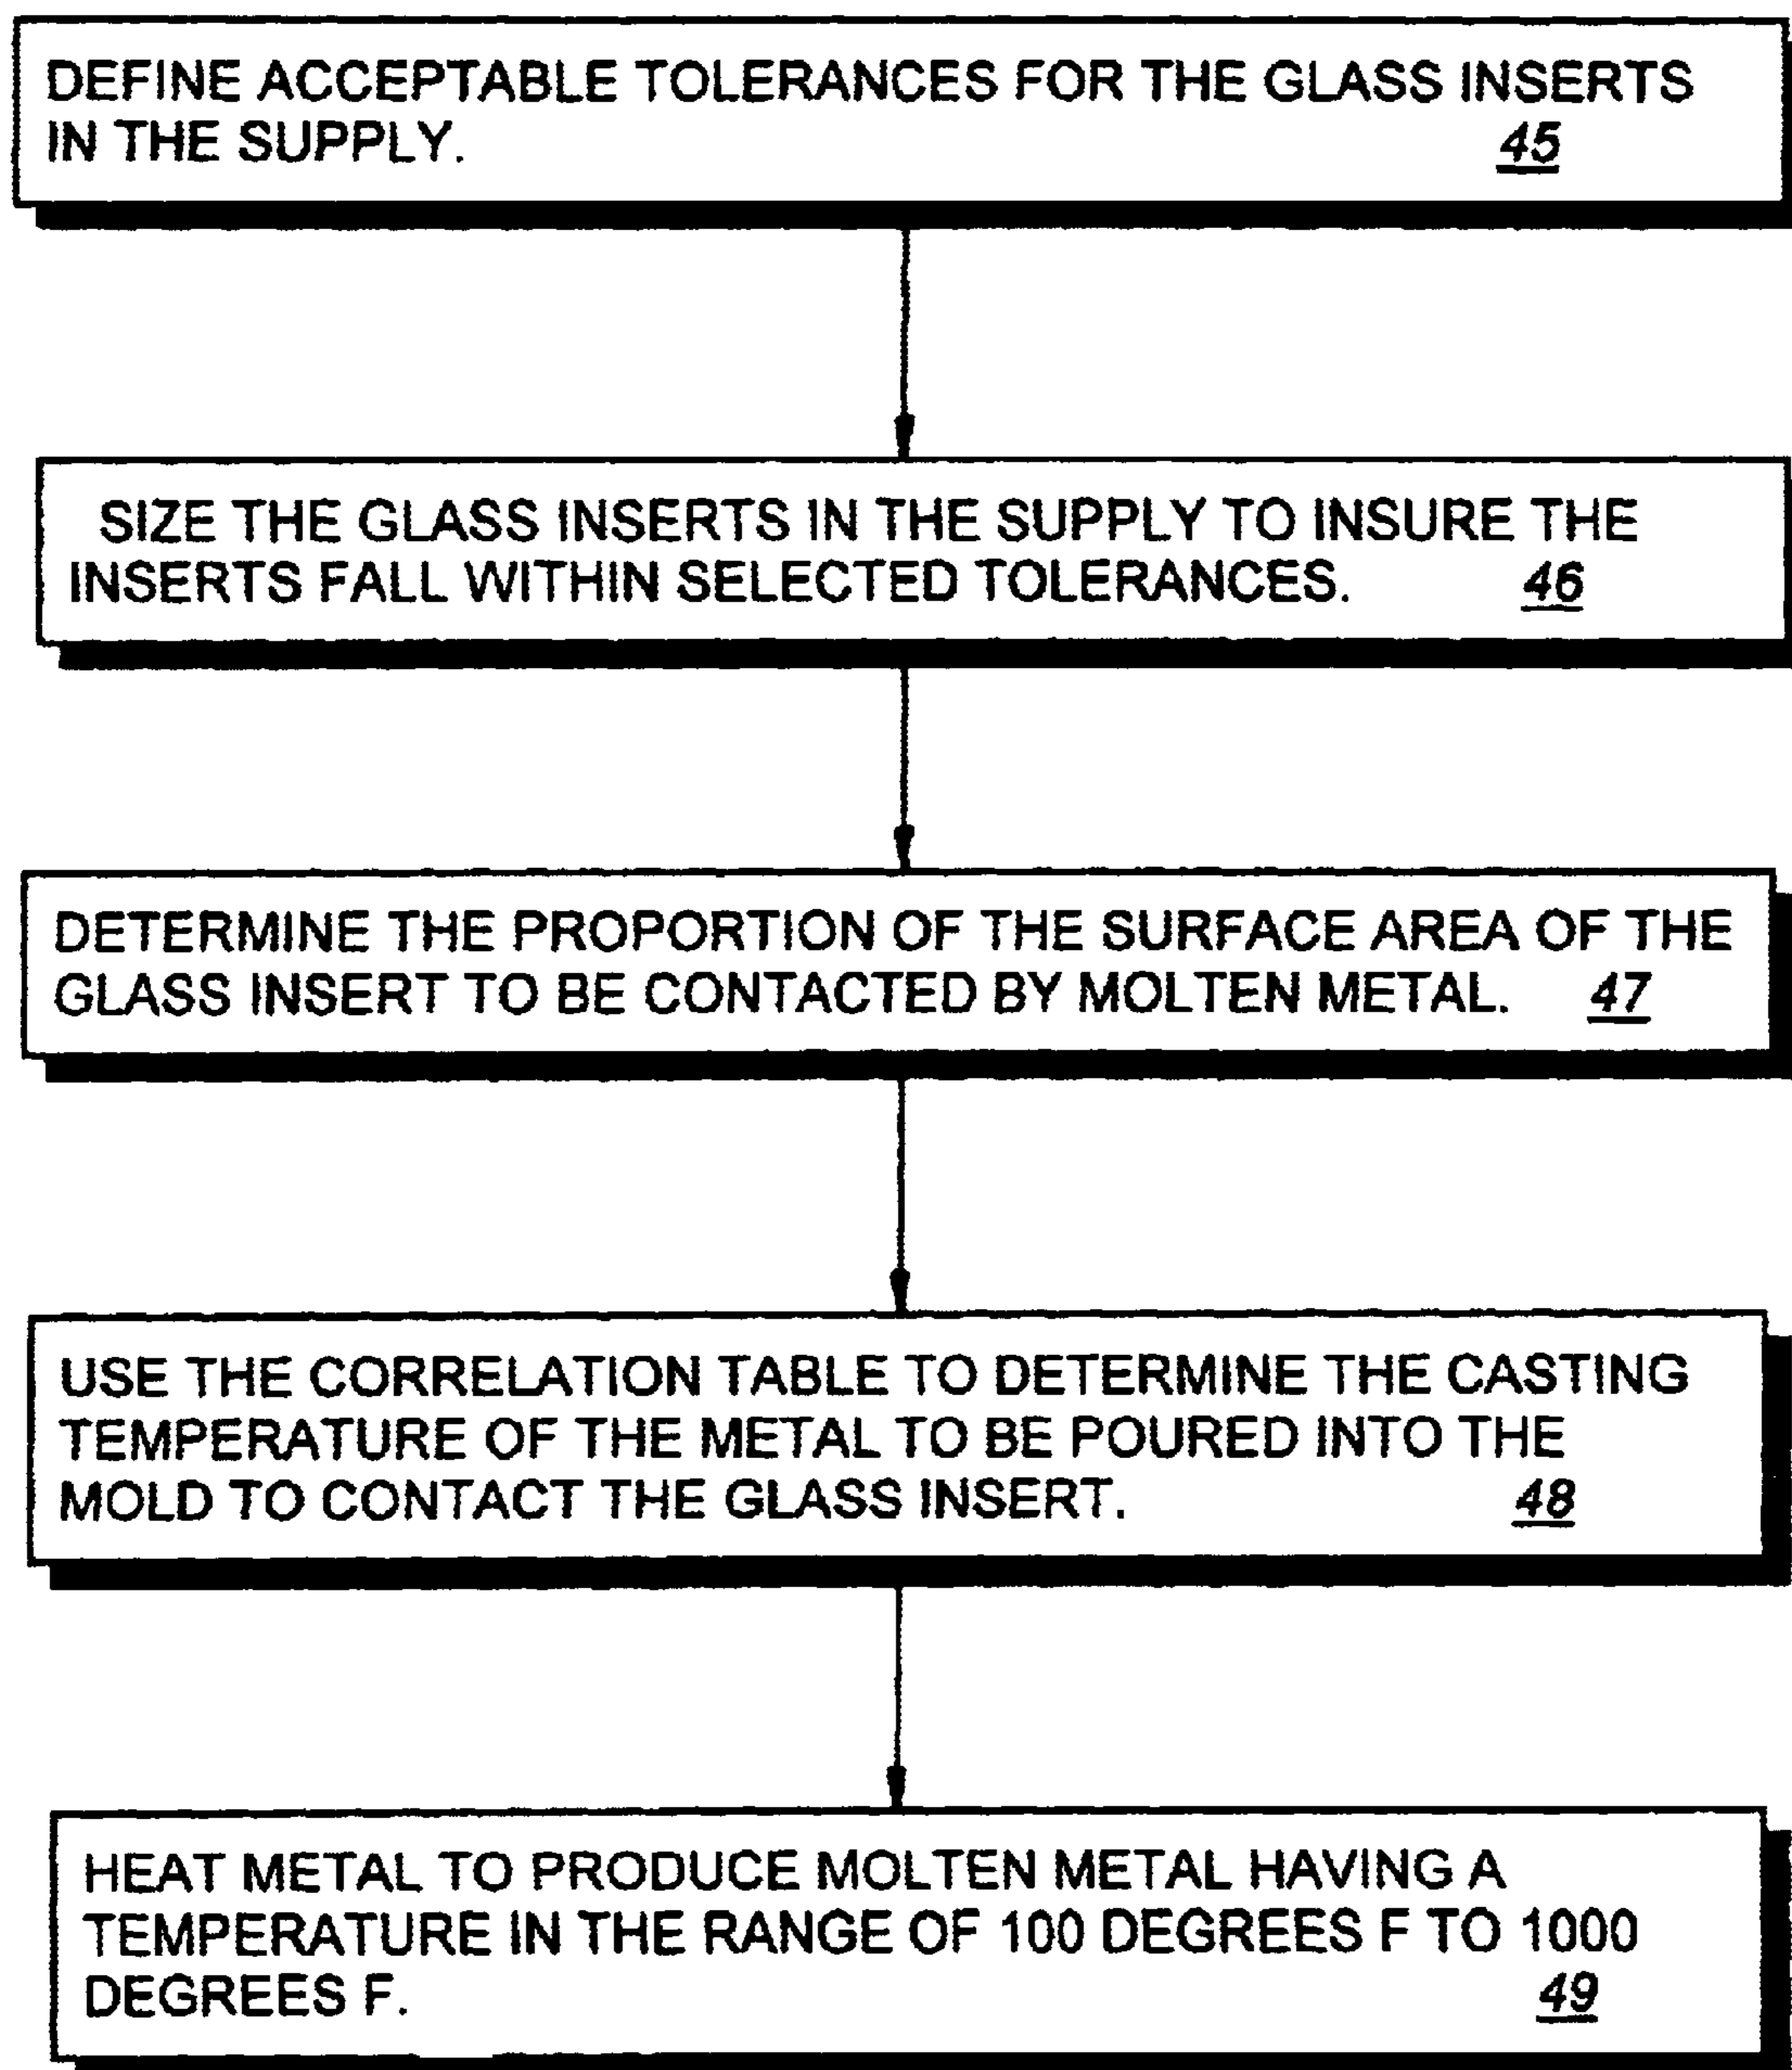 DEFINE ACCEPTABLE TOLERANCES FOR THE GLASS INSERTS
IN THE SUPPLY. 45
SIZE THE GLASS INSERTS IN THE SUPPLY TO INSURE THE
INSERTS FALL WITHIN SELECTED TOLERANCES. 46
DETERMINE THE PROPORTION OF THE SURFACE AREA OF THE
GLASS INSERT TO BE CONTACTED BY MOLTEN METAL. 47
USE THE CORRELATION TABLE TO DETERMINE THE CASTING
TEMPERATURE OF THE METAL TO BE POURED INTO THE
MOLD TO CONTACT THE GLASS INSERT. 48
HEAT METAL TO PRODUCE MOLTEN METAL HAVING A
TEMPERATURE IN THE RANGE OF 100 DEGREES F TO 1000
DEGREES F. 49